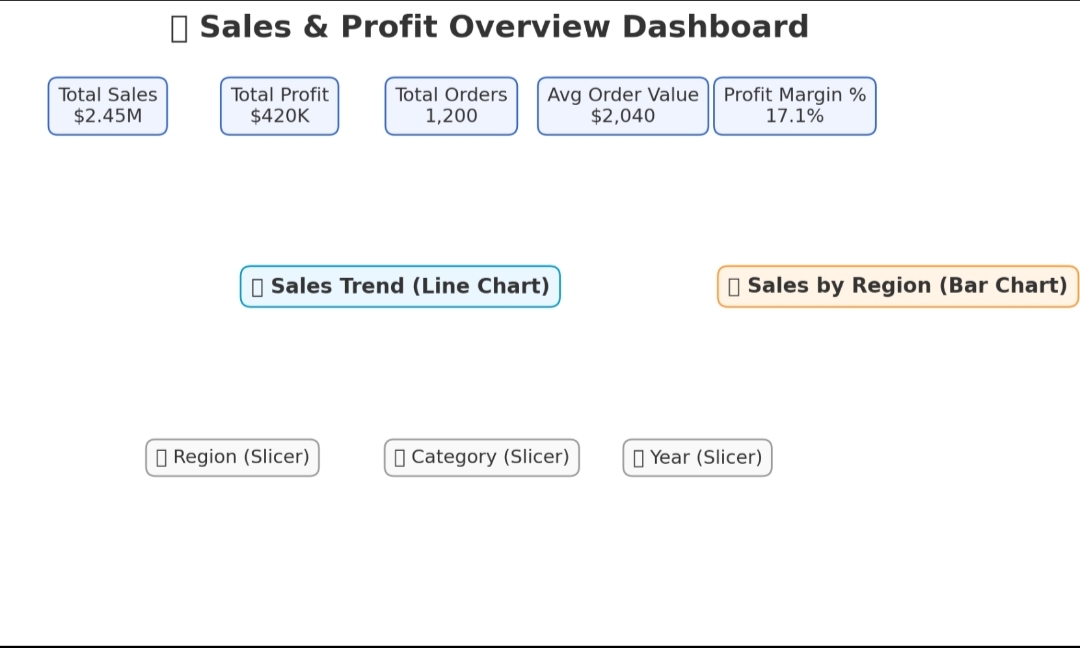 ▯ Sales & Profit Overview Dashboard
Total Sales
$2.45M
Total Profit
$420K
Total Orders
1,200
Avg Order Value
$2,040
Profit Margin %
17.1%
▯ Sales Trend (Line Chart)
▯ Sales by Region (Bar Chart)
▯ Region (Slicer)
▯ Category (Slicer)
▯ Year (Slicer)